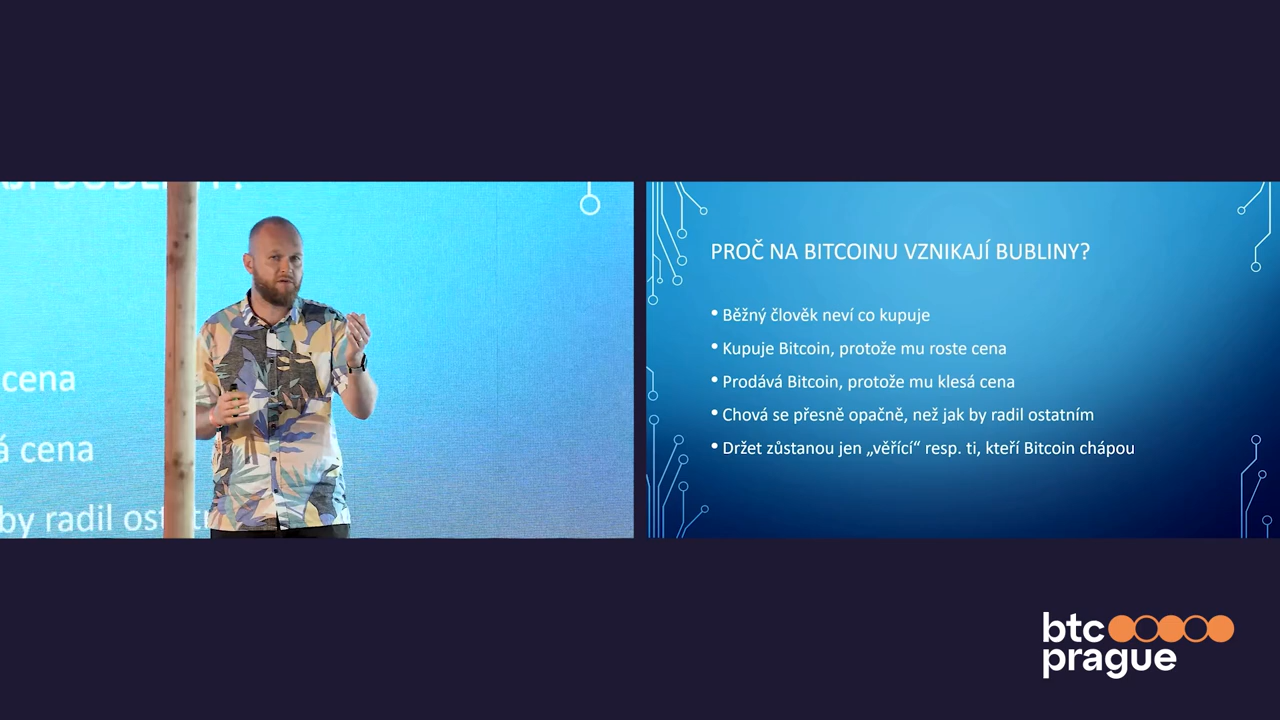 cena
á cena
by radil ost
PROČ NA BITCOINU VZNIKAJÍ BUBLINY?
• Běžný člověk neví co kupuje
• Kupuje Bitcoin, protože mu roste cena
• Prodává Bitcoin, protože mu klesá cena
• Chová se přesně opačně, než jak by radil ostatním
• Držet zůstanou jen „věřící“ resp. ti, kteří Bitcoin chápou
btc
prague